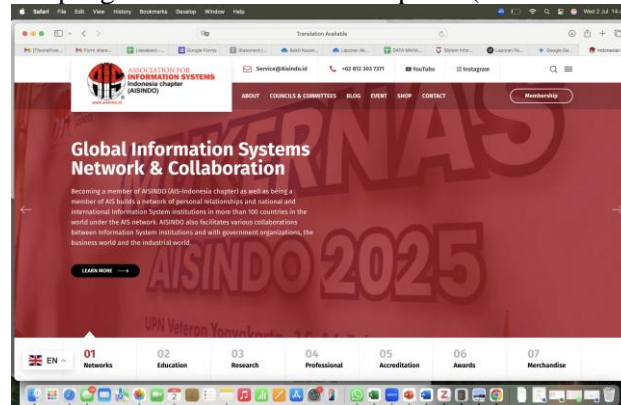 Safari File Edit View History Bookmarks Develop Window Help
Wed 2 Jul
Translation Available
Google Forms
ASSOCIATION FOR
INFORMATION SYSTEMS
Indonesia chapter
(AISINDO)
www.aisindo.id
Service@Aisindo.id
+62 812 303 7371
YouTube
Instagram
ABOUT COUNCILS & COMMITTEES BLOG EVENT SHOP CONTACT
Membership
Global Information Systems
Network & Collaboration
Becoming a member of AISINDO (AIS-Indonesia chapter) as well as being a
member of AIS builds a network of personal relationships and national and
international Information System institutions in more than 100 countries in the
world under the AIS network. AISINDO also facilitates various collaborations
between Information System institutions and with government organizations, the
business world and the industrial world.
LEARN MORE
AISINDO 2025
UPN Veteran Yogyakarta
EN
01 Networks
02 Education
03 Research
04 Professional
05 Accreditation
06 Awards
07 Merchandise